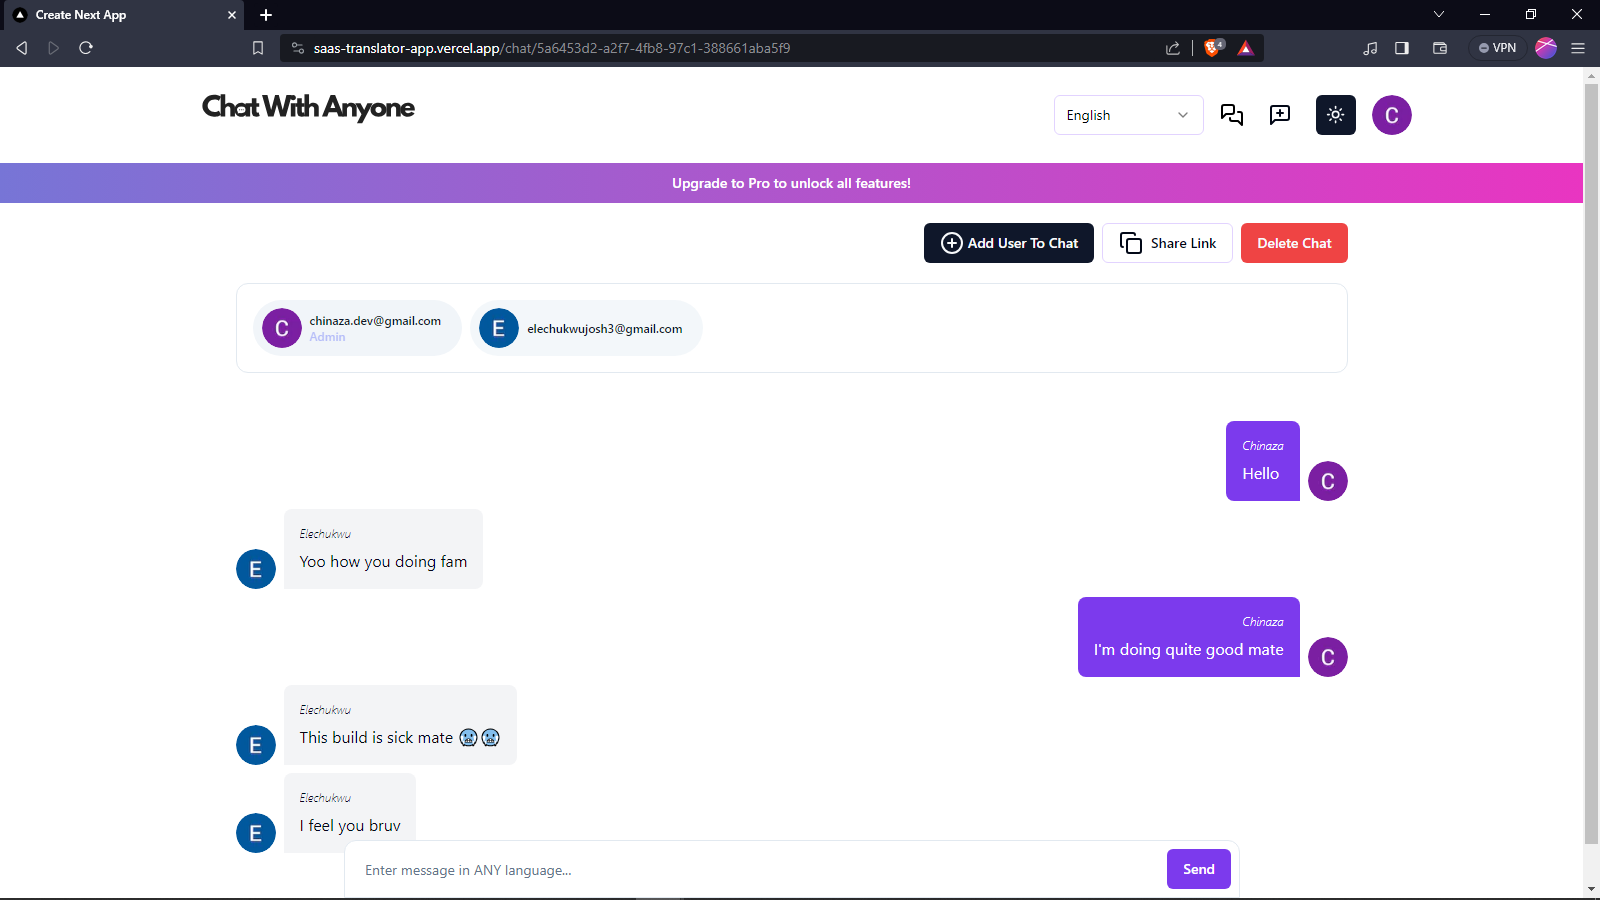 Create Next App
saas-translator-app.vercel.app/chat/5a6453d2-a2f7-4fb8-97c1-388661aba5f9
4
VPN
Chat With Anyone
English
C
Upgrade to Pro to unlock all features!
Add User To Chat
Share Link
Delete Chat
C
chinaza.dev@gmail.com
Admin
E
elechukwujosh3@gmail.com
Chinaza
Hello
C
Elechukwu
Yoo how you doing fam
E
Chinaza
I'm doing quite good mate
C
Elechukwu
This build is sick mate 🥶🥶
E
Elechukwu
I feel you bruv
E
Enter message in ANY language...
Send